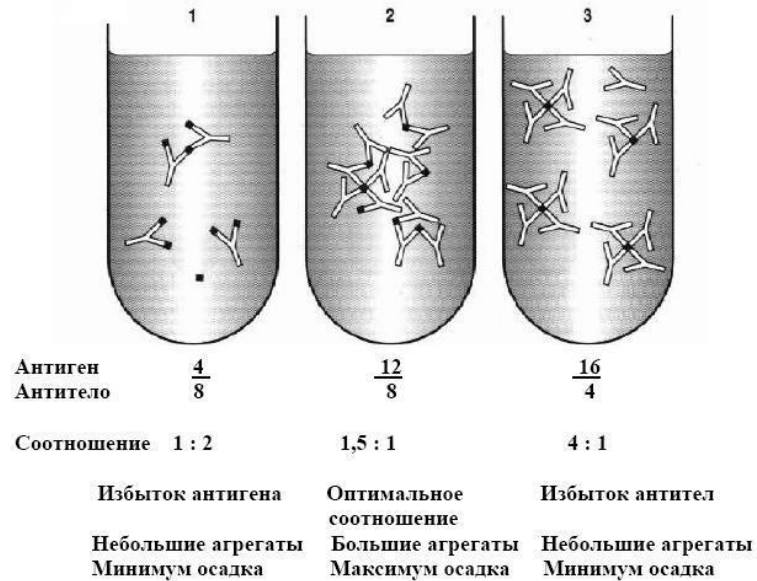 1 2 3
Антиген 4 12 16
Антитело 8 8 4
Соотношение 1 : 2 1,5 : 1 4 : 1
Избыток антигена Оптимальное Избыток антител
соотношение
Небольшие агрегаты Большие агрегаты Небольшие агрегаты
Минимум осадка Максимум осадка Минимум осадка